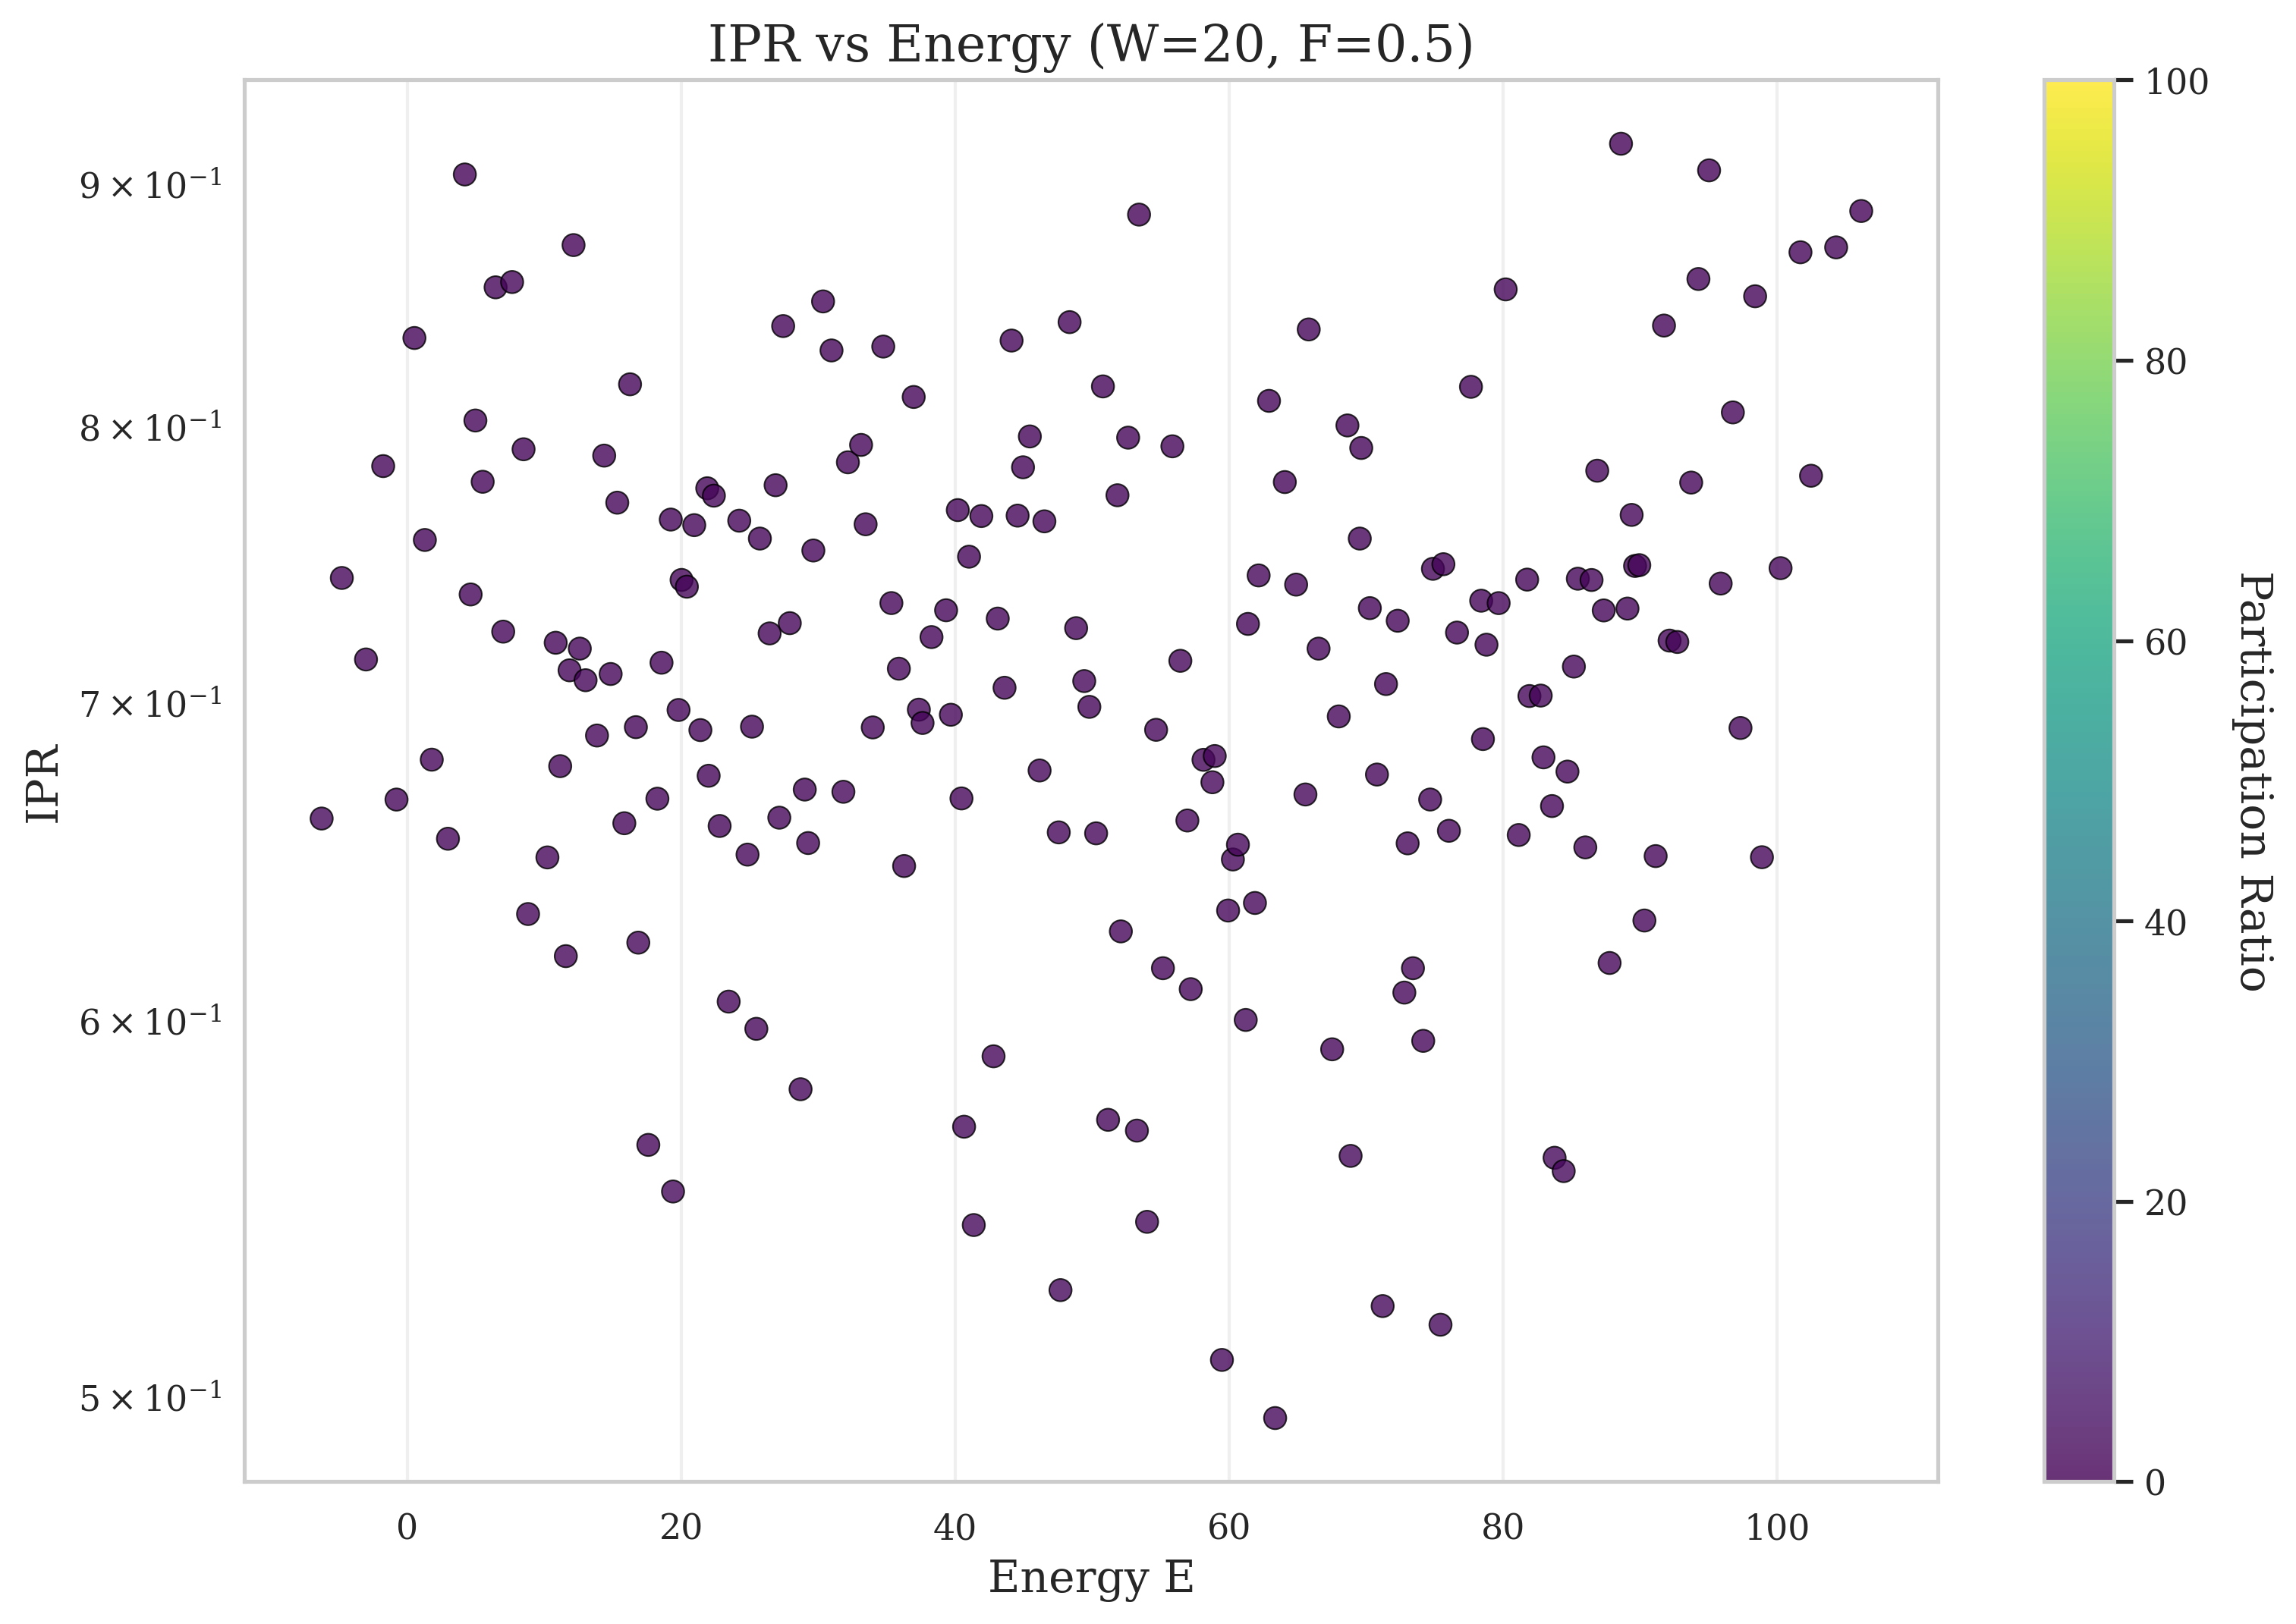 IPR vs Energy (W=20, F=0.5)
IPR
9 × 10⁻¹
8 × 10⁻¹
7 × 10⁻¹
6 × 10⁻¹
5 × 10⁻¹
0 20 40 60 80 100
Energy E
100
80
60
40
20
0
Participation Ratio